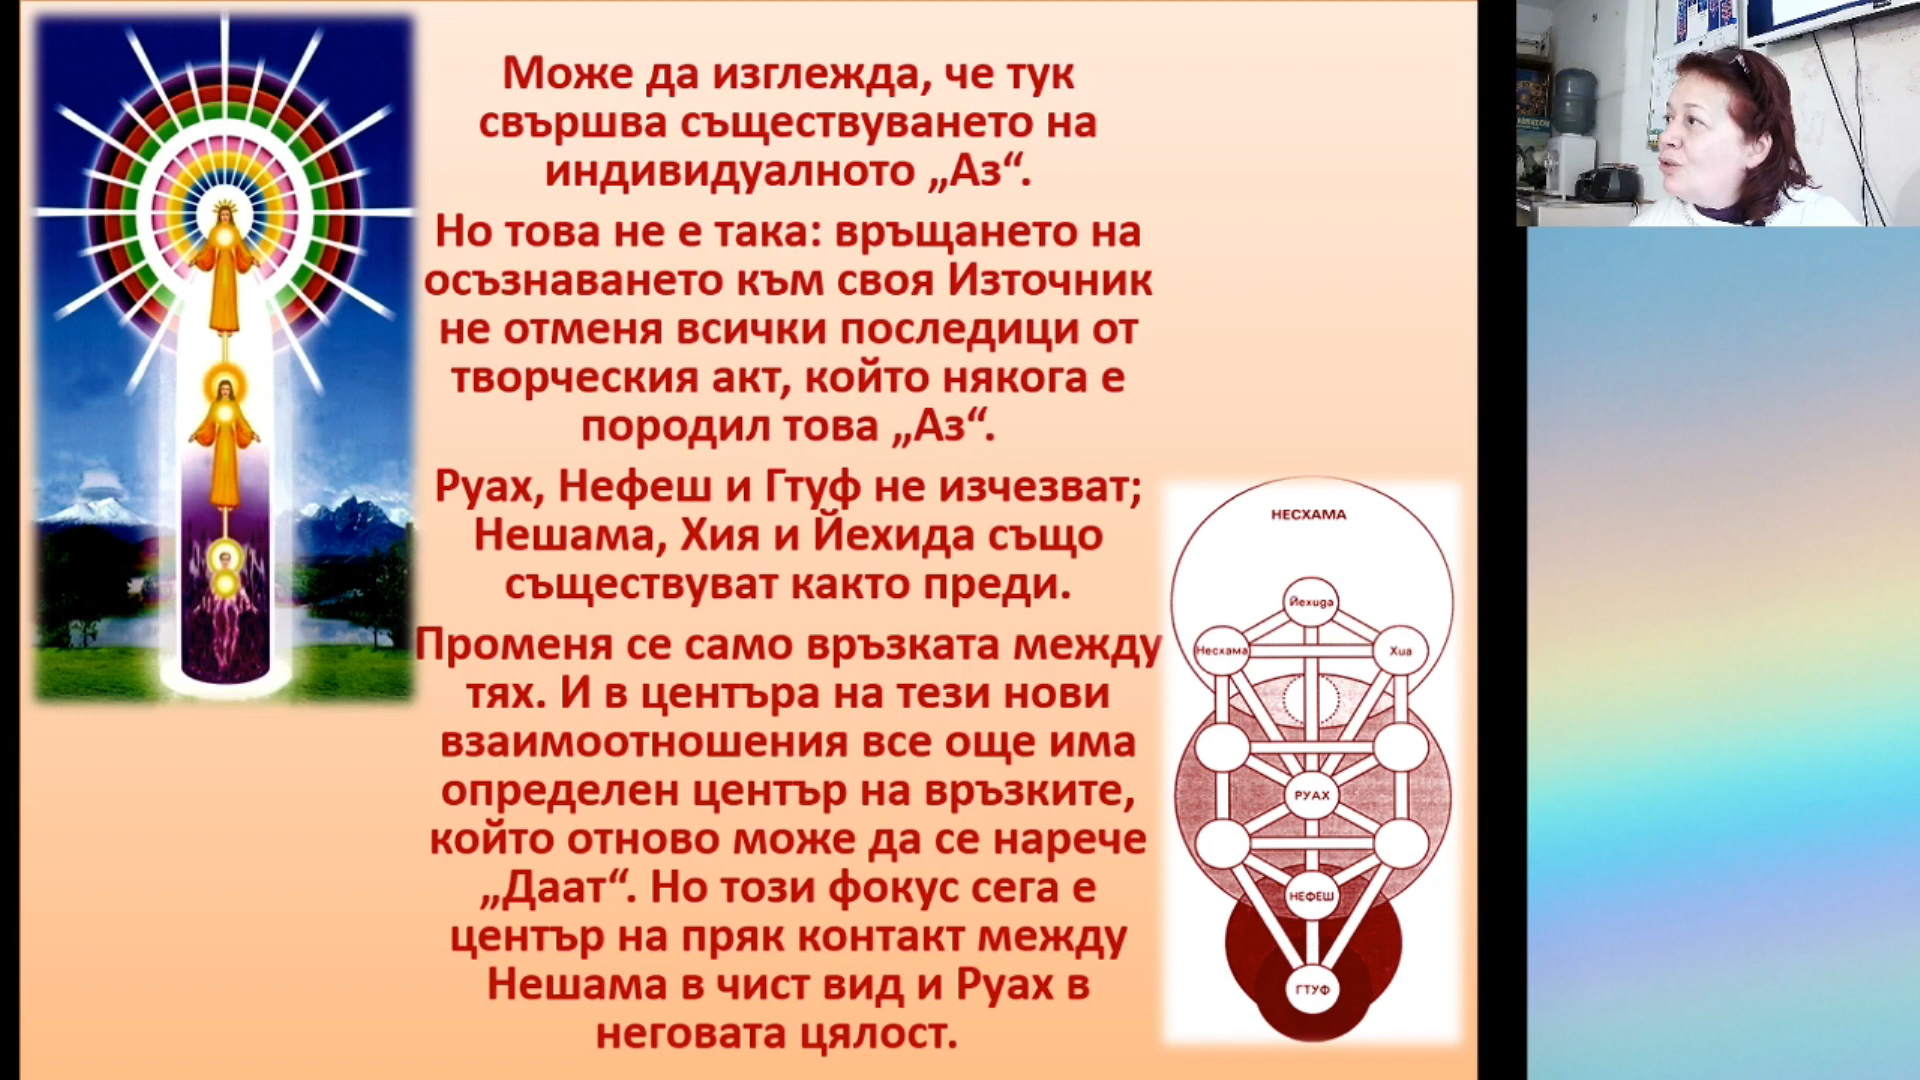 Може да изглежда, че тук
свършва съществуването на
индивидуалното „Аз“.
Но това не е така: връщането на
осъзнаването към своя Източник
не отменя всички последици от
творческия акт, който някога е
породил това „Аз“.
Руах, Нефеш и Гтуф не изчезват;
Нешама, Хия и Йехида също
съществуват както преди.
Променя се само връзката между
тях. И в центъра на тези нови
взаимоотношения все още има
определен център на връзките,
който отново може да се нарече
„Даат“. Но този фокус сега е
център на пряк контакт между
Нешама в чист вид и Руах в
неговата цялост.
НЕСХАМА
Йехида
Несхама
Хиа
РУАХ
НЕФЕШ
ГТУФ